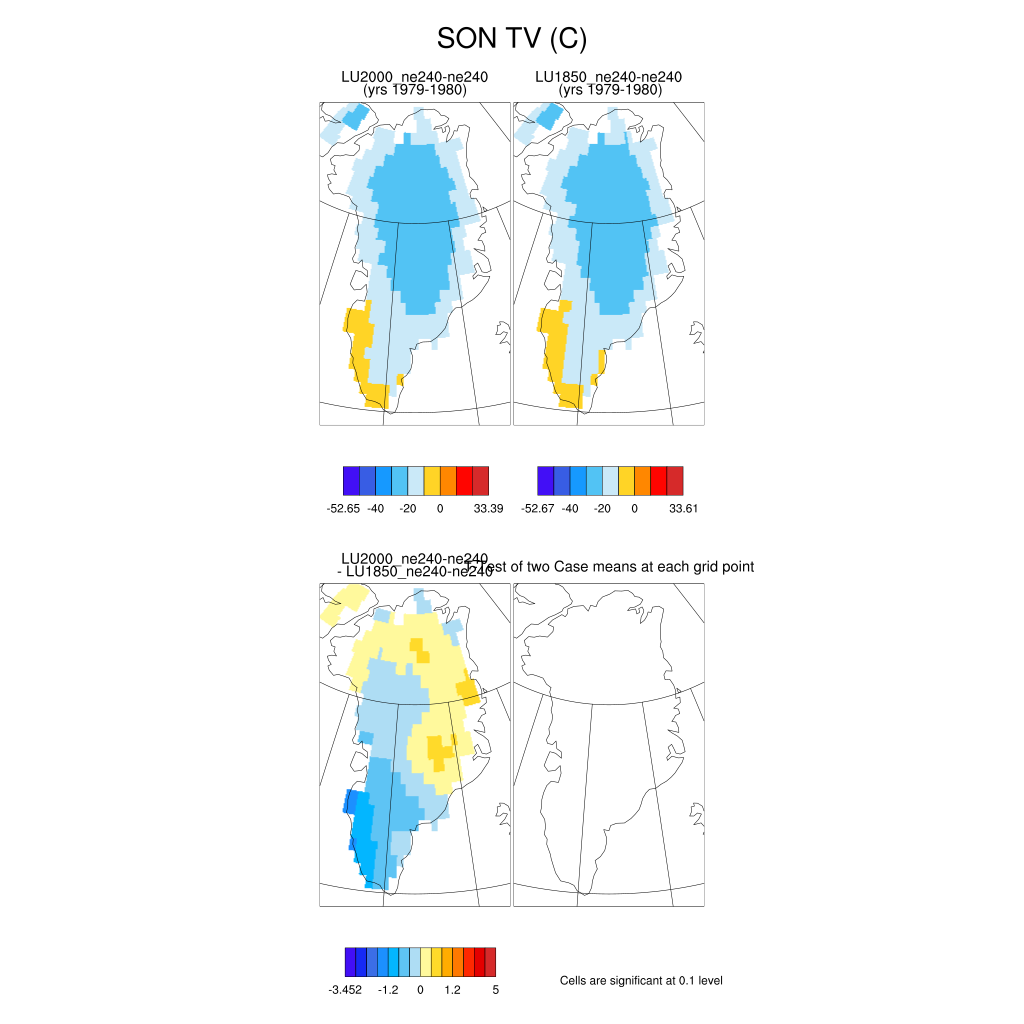 SON TV (C)
LU2000_ne240-ne240
(yrs 1979-1980)
LU1850_ne240-ne240
(yrs 1979-1980)
-52.65 -40 -20 0 33.39
-52.67 -40 -20 0 33.61
LU2000_ne240-ne240
- LU1850_ne240-ne240
T-Test of two Case means at each grid point
-3.452 -1.2 0 1.2 5
Cells are significant at 0.1 level